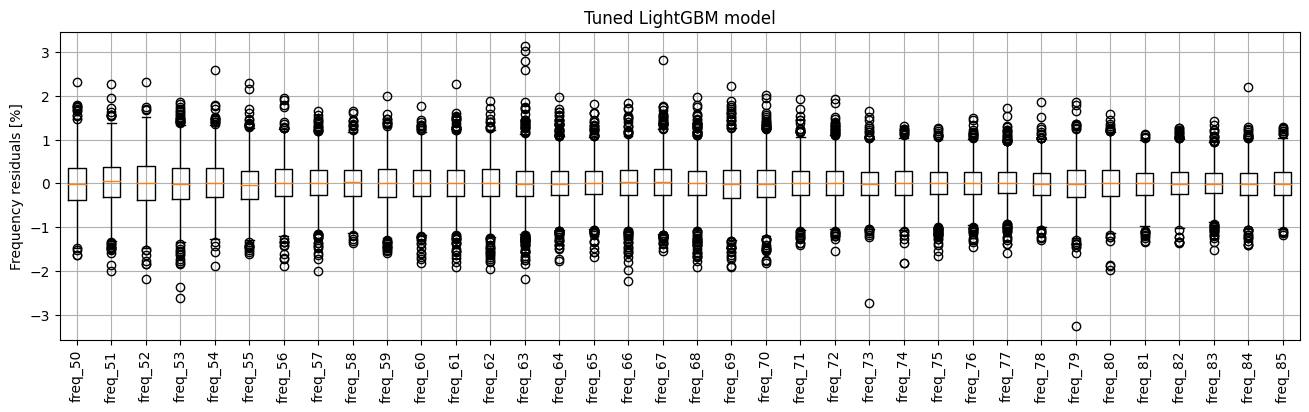 Tuned LightGBM model
Frequency residuals [%]
3
2
1
0
−1
−2
−3
freq_50
freq_51
freq_52
freq_53
freq_54
freq_55
freq_56
freq_57
freq_58
freq_59
freq_60
freq_61
freq_62
freq_63
freq_64
freq_65
freq_66
freq_67
freq_68
freq_69
freq_70
freq_71
freq_72
freq_73
freq_74
freq_75
freq_76
freq_77
freq_78
freq_79
freq_80
freq_81
freq_82
freq_83
freq_84
freq_85